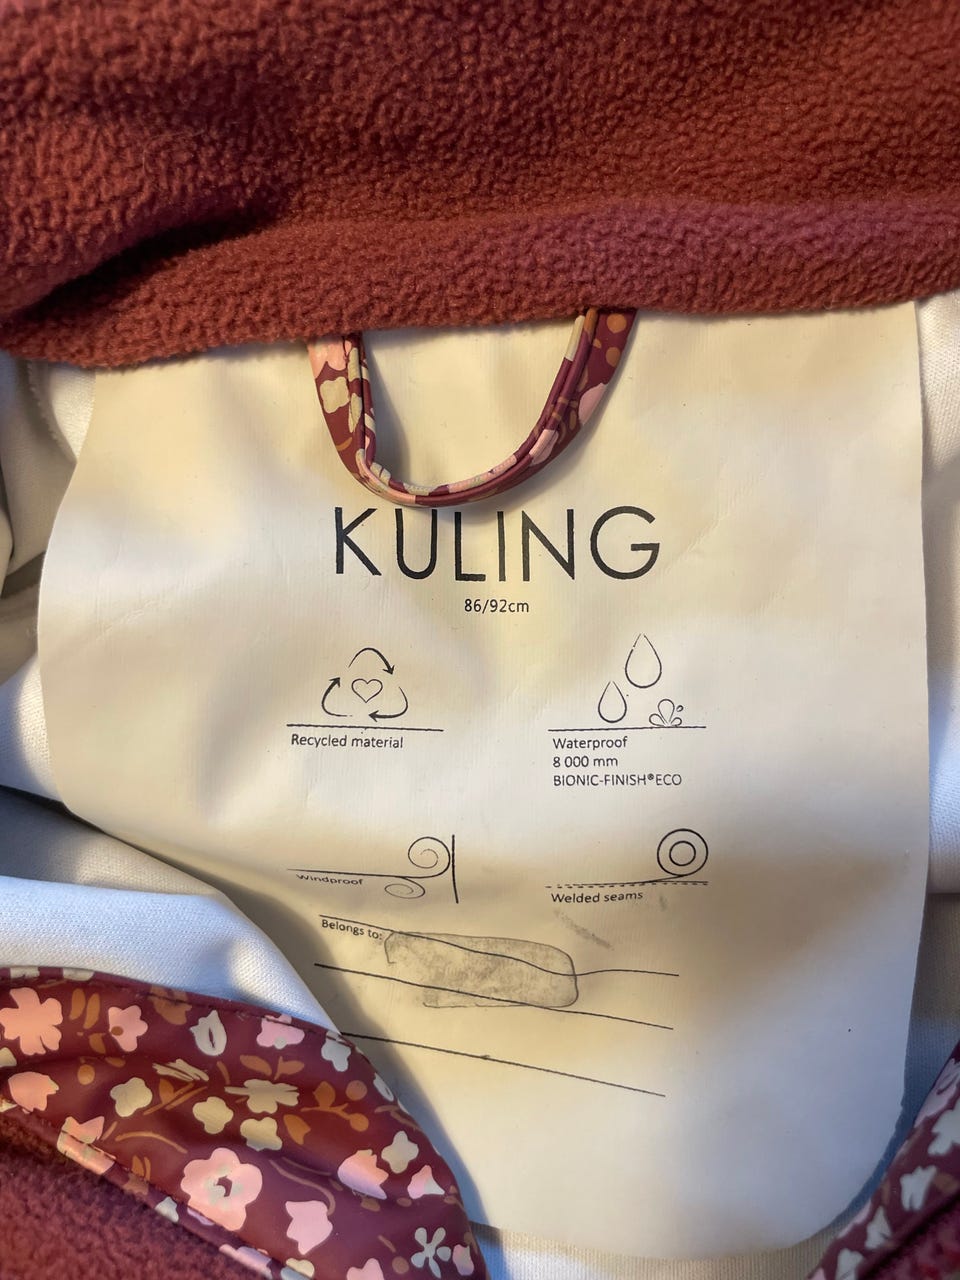 KULING
86/92cm
Recycled material
Waterproof
8 000 mm
BIONIC-FINISH®ECO
Windproof
Welded seams
Belongs to: